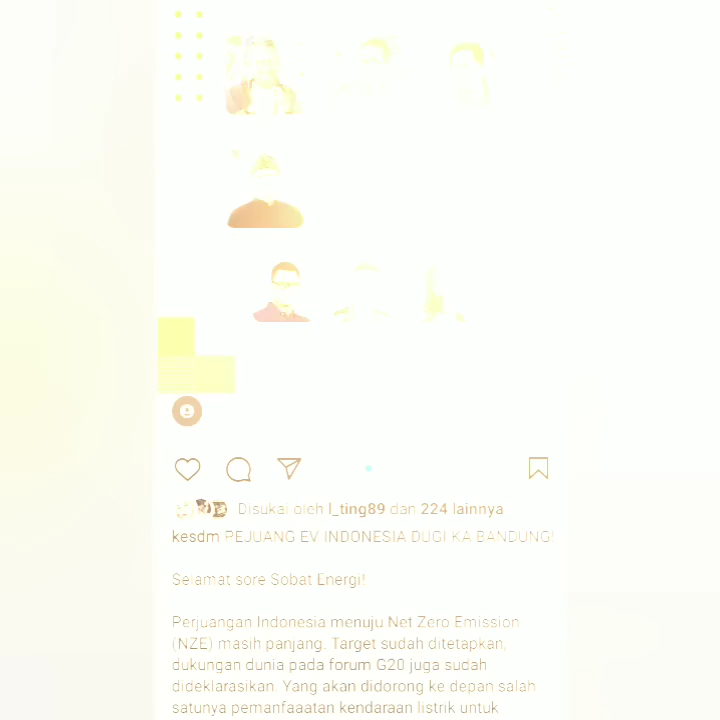 Disukai oleh l_ting89 dan 224 lainnya
kesdm PEJUANG EV INDONESIA DUGI KA BANDUNG!
Selamat sore Sobat Energi!
Perjuangan Indonesia menuju Net Zero Emission
(NZE) masih panjang. Target sudah ditetapkan,
dukungan dunia pada forum G20 juga sudah
dideklarasikan. Yang akan didorong ke depan salah
satunya pemanfaaatan kendaraan listrik untuk